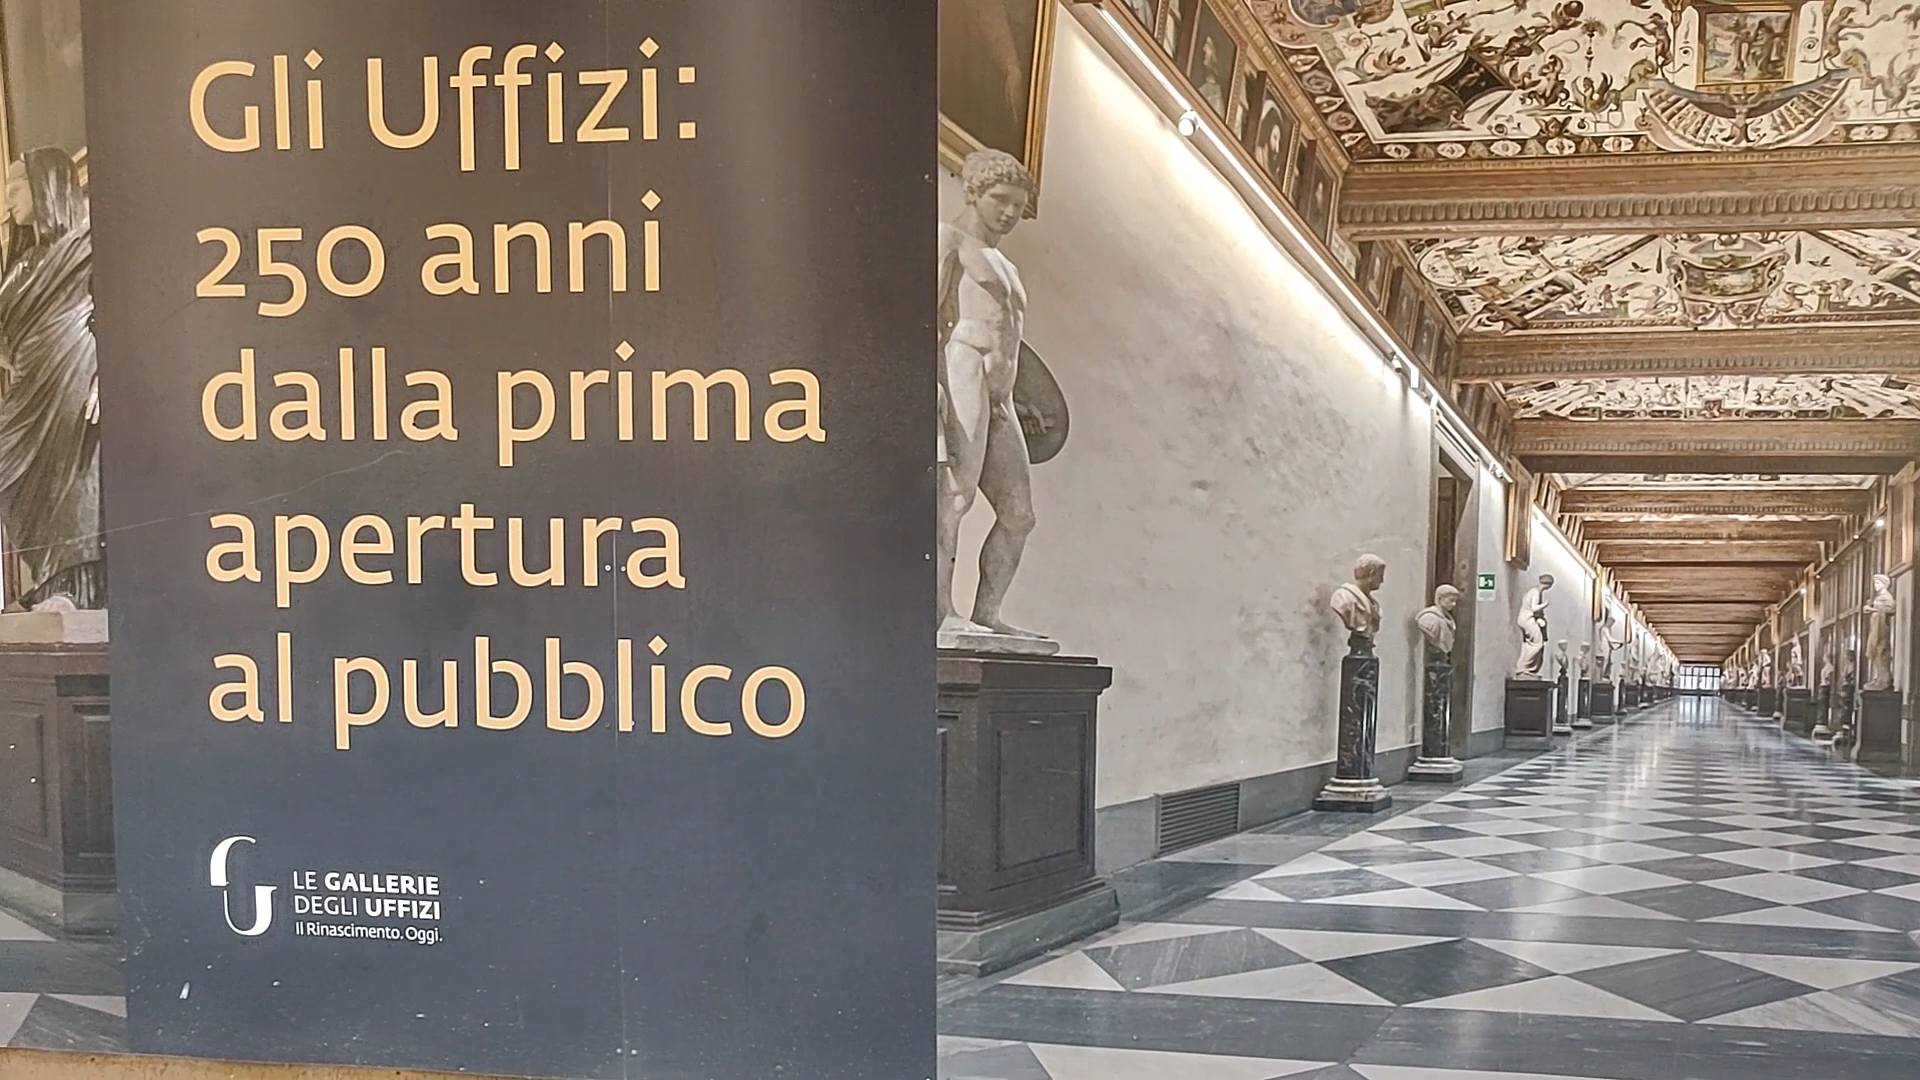 Gli Uffizi:
250 anni
dalla prima
apertura
al pubblico
LE GALLERIE
DEGLI UFFIZI
Il Rinascimento. Oggi.